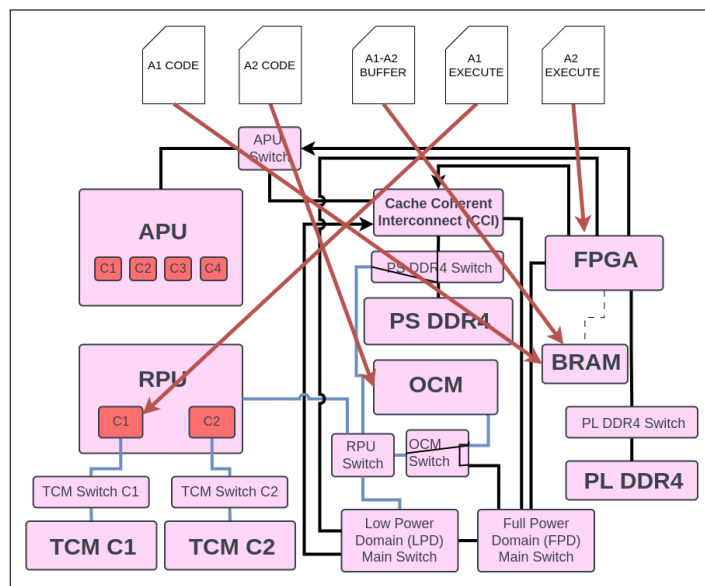 A1 CODE
A2 CODE
A1-A2
BUFFER
A1
EXECUTE
A2
EXECUTE
APU
Switch
APU
C1
C2
C3
C4
Cache Coherent
Interconnect (CCI)
PS DDR4 Switch
PS DDR4
FPGA
BRAM
RPU
C1
C2
OCM
RPU
Switch
OCM
Switch
PL DDR4 Switch
PL DDR4
TCM Switch C1
TCM Switch C2
TCM C1
TCM C2
Low Power
Domain (LPD)
Main Switch
Full Power
Domain (FPD)
Main Switch